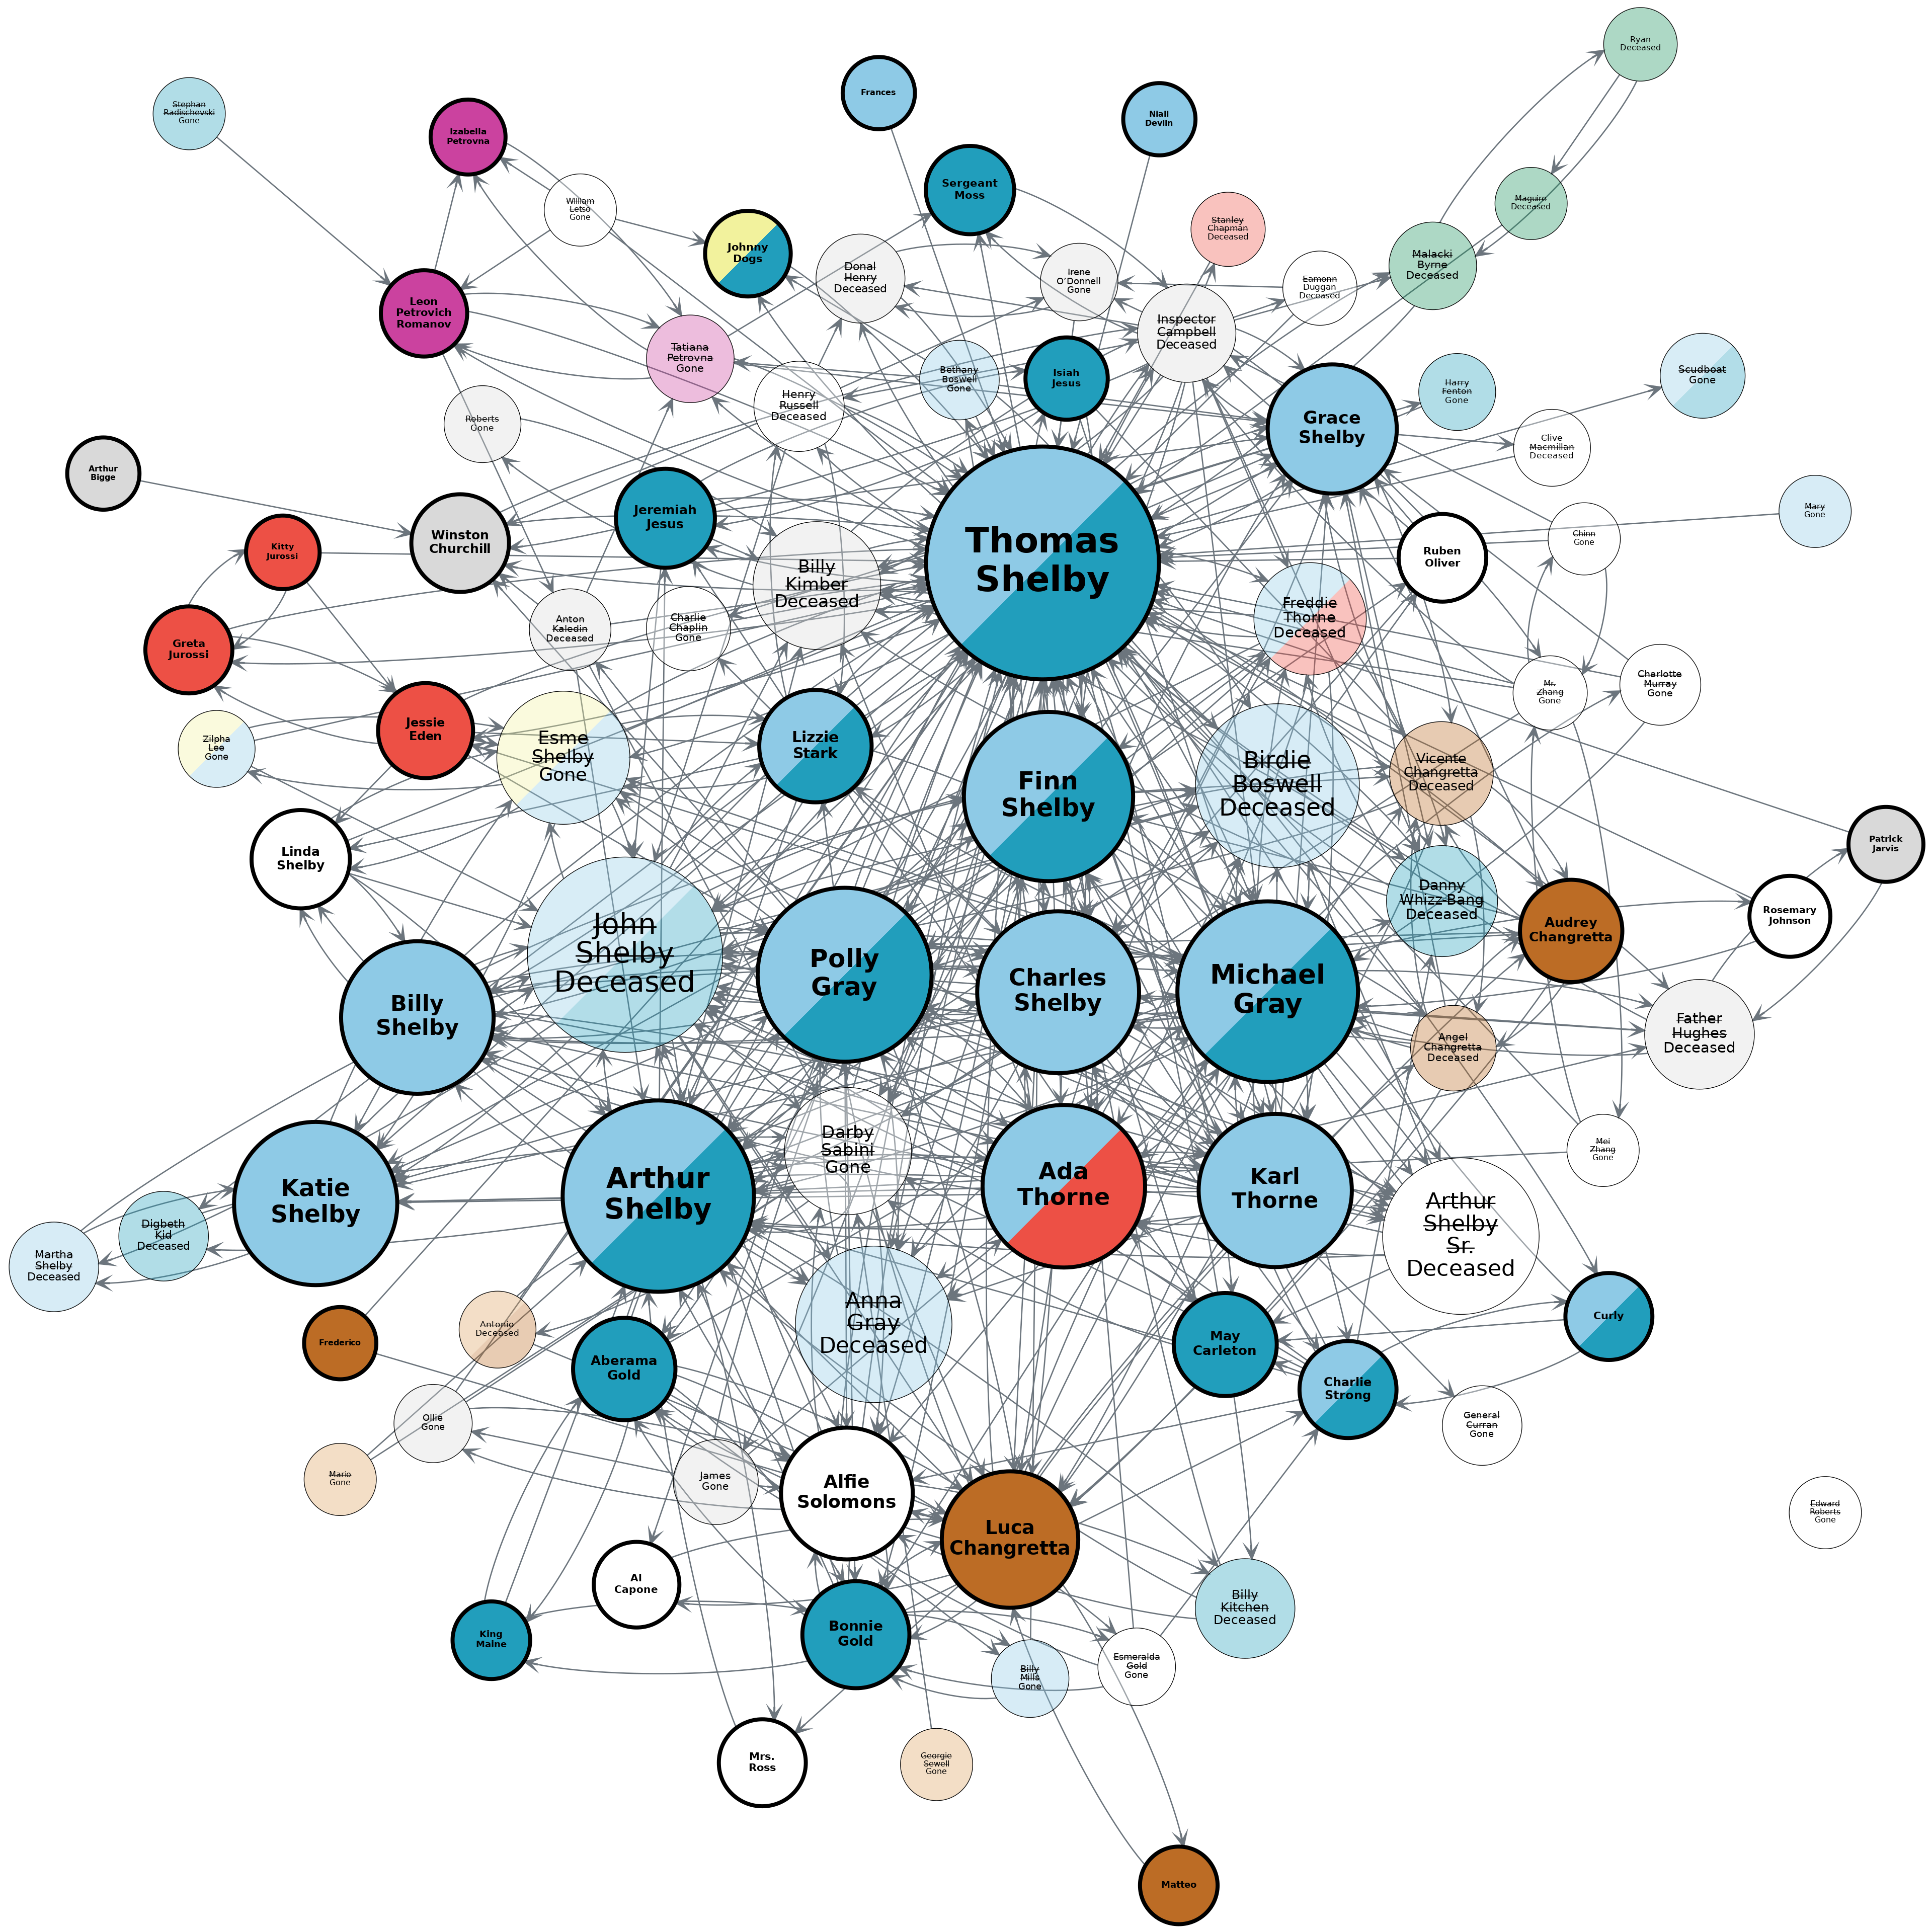 Ryan
Deceased
Frances
Stephan
Radischevski
Gone
Niall
Devlin
Izabella
Petrovna
Sergeant
Moss
William
Letso
Gone
Maguire
Deceased
Stanley
Chapman
Deceased
Johnny
Dogs
Malacki
Byrne
Deceased
Donal
Henry
Deceased
Irene
O'Donnell
Gone
Eamonn
Duggan
Deceased
Leon
Petrovich
Romanov
Inspector
Campbell
Deceased
Tatiana
Petrovna
Gone
Bethany
Boswell
Gone
Isiah
Jesus
Scudboat
Gone
Harry
Fenton
Gone
Henry
Russell
Deceased
Roberts
Gone
Grace
Shelby
Clive
Macmillan
Deceased
Arthur
Bigge
Jeremiah
Jesus
Mary
Gone
Winston
Churchill
Kitty
Jurossi
Thomas
Shelby
Chinn
Gone
Ruben
Oliver
Billy
Kimber
Deceased
Freddie
Thorne
Deceased
Anton
Kaledin
Deceased
Charlie
Chaplin
Gone
Greta
Jurossi
Charlotte
Murray
Gone
Mr.
Zhang
Gone
Jessie
Eden
Zilpha
Lee
Gone
Esme
Shelby
Gone
Lizzie
Stark
Vicente
Changretta
Deceased
Finn
Shelby
Birdie
Boswell
Deceased
Linda
Shelby
Patrick
Jarvis
Danny
Whizz-Bang
Deceased
Rosemary
Johnson
Audrey
Changretta
John
Shelby
Deceased
Polly
Gray
Charles
Shelby
Michael
Gray
Billy
Shelby
Father
Hughes
Deceased
Angel
Changretta
Deceased
Darby
Sabini
Gone
Mei
Zhang
Gone
Katie
Shelby
Arthur
Shelby
Ada
Thorne
Karl
Thorne
Arthur
Shelby
Sr.
Deceased
Digbeth
Kid
Deceased
Martha
Shelby
Deceased
Curly
Anna
Gray
Deceased
Antonio
Deceased
Frederico
May
Carleton
Aberama
Gold
Charlie
Strong
Ollie
Gone
General
Curran
Gone
Mario
Gone
James
Gone
Alfie
Solomons
Edward
Roberts
Gone
Luca
Changretta
Al
Capone
Billy
Kitchen
Deceased
King
Maine
Bonnie
Gold
Esmeralda
Gold
Gone
Billy
Mills
Gone
Mrs.
Ross
Georgie
Sewell
Gone
Matteo